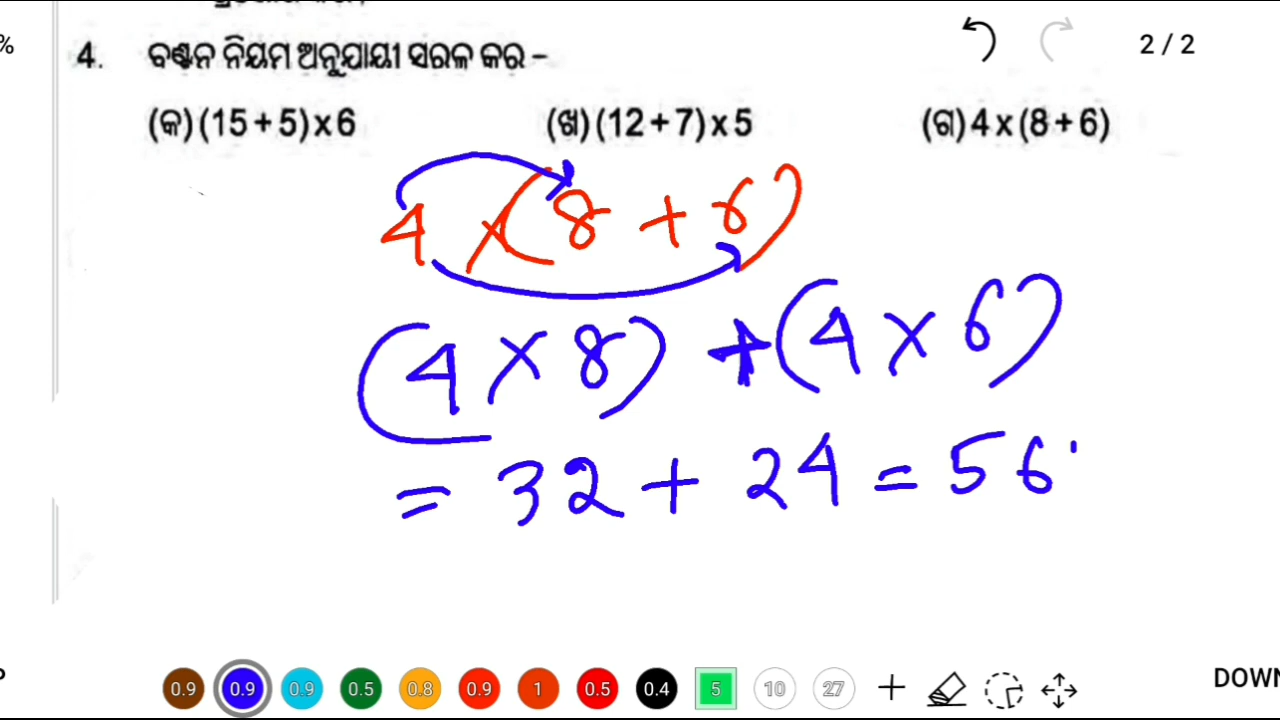 %
2 / 2
4. ବଣ୍ଟନ ନିୟମ ଅନୁଯାୟୀ ସରଳ କର –
(କ) (15 + 5) x 6 (ଖ) (12 + 7) x 5 (ଗ) 4 x (8 + 6)
4 × (8 + 6)
(4 × 8) + (4 × 6)
= 32 + 24 = 56
0.9 0.9 0.9 0.5 0.8 0.9 1 0.5 0.4 5 10 27 +